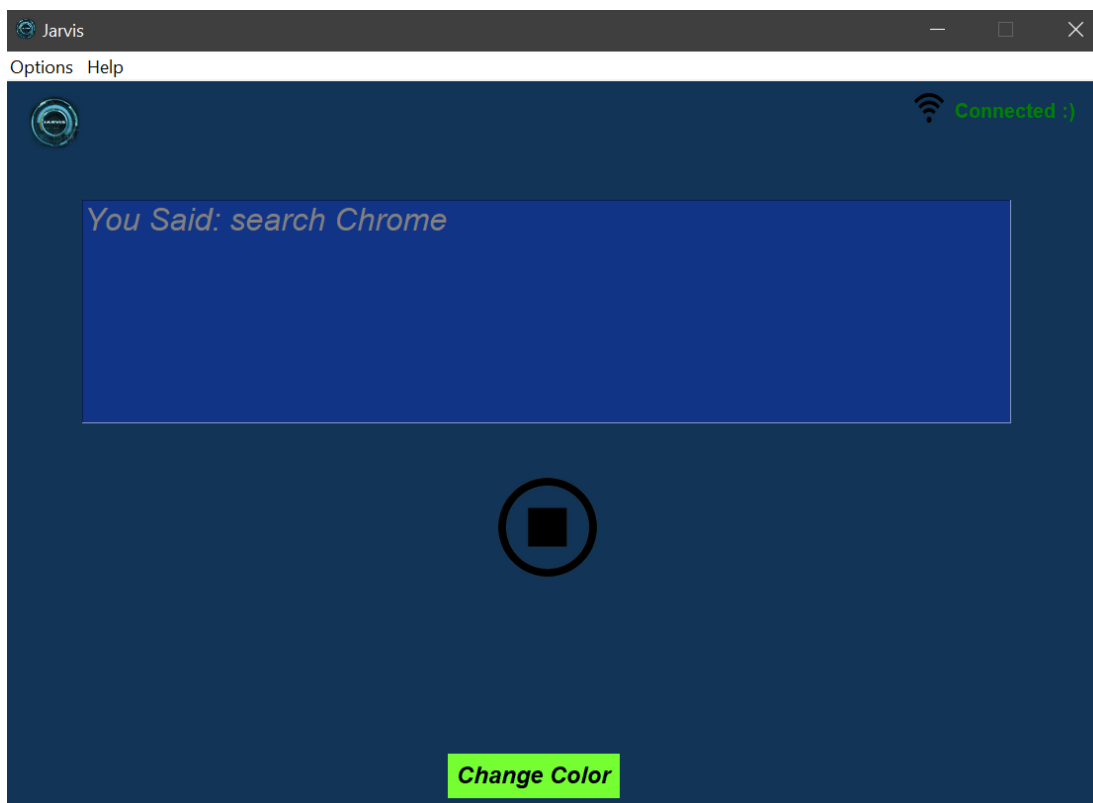 Jarvis
Options Help
Connected :)
You Said: search Chrome
Change Color